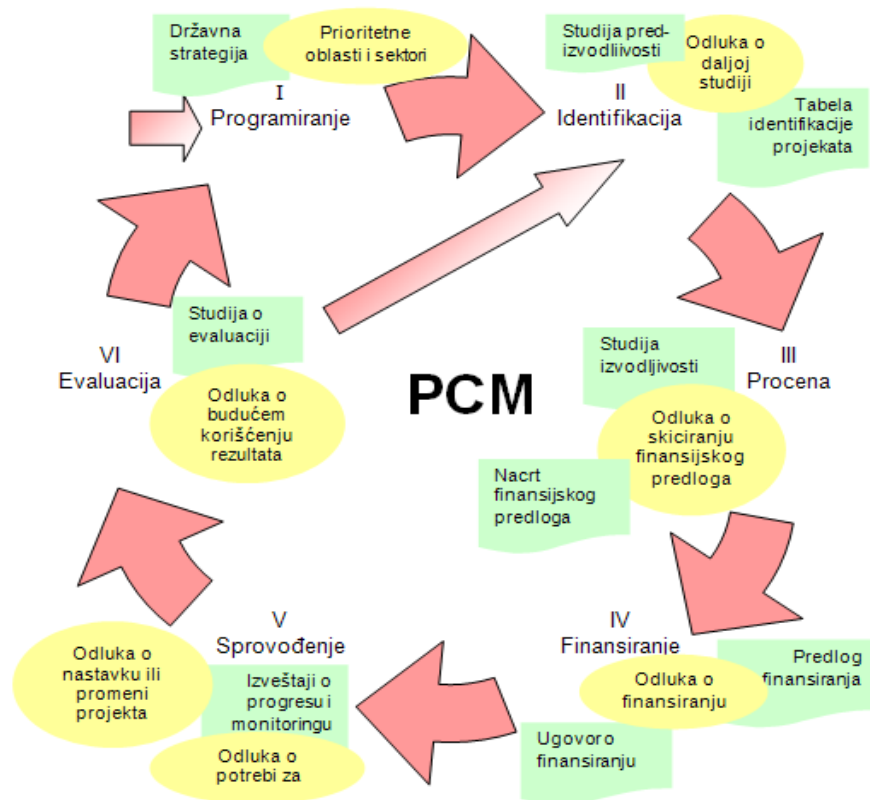 Državna
strategija
Prioritetne
oblasti i sektori
I
Programiranje
Studija pred-
izvodliivosti
Odluka o
daljoj
studiji
II
Identifikacija
Tabela
identifikacije
projekata
Studija o
evaluaciji
VI
Evaluacija
Odluka o
budućem
korišćenju
rezultata
PCM
Studija
izvodljivosti
III
Procena
Odluka o
skiciranju
finansijskog
predloga
Nacrt
finansijskog
predloga
V
Sprovođenje
Odluka o
nastavku ili
promeni
projekta
Izveštaji o
progresu i
monitoringu
Odluka o
potrebi za
IV
Finansiranje
Predlog
finansiranja
Odluka o
finansiranju
Ugovoro
finansiranju